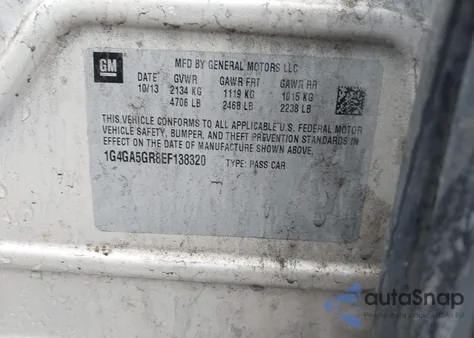 GM
MFD BY GENERAL MOTORS LLC
DATE GVWR GAWR FRT GAWR RR
10/13 2134 KG 1119 KG 1015 KG
4706 LB 2468 LB 2238 LB
THIS VEHICLE CONFORMS TO ALL APPLICABLE U.S. FEDERAL MOTOR
VEHICLE SAFETY, BUMPER, AND THEFT PREVENTION STANDARDS
IN EFFECT ON THE DATE OF MANUFACTURE SHOWN ABOVE.
1G4GA5GR8EF138320 TYPE: PASS CAR
autoSnap